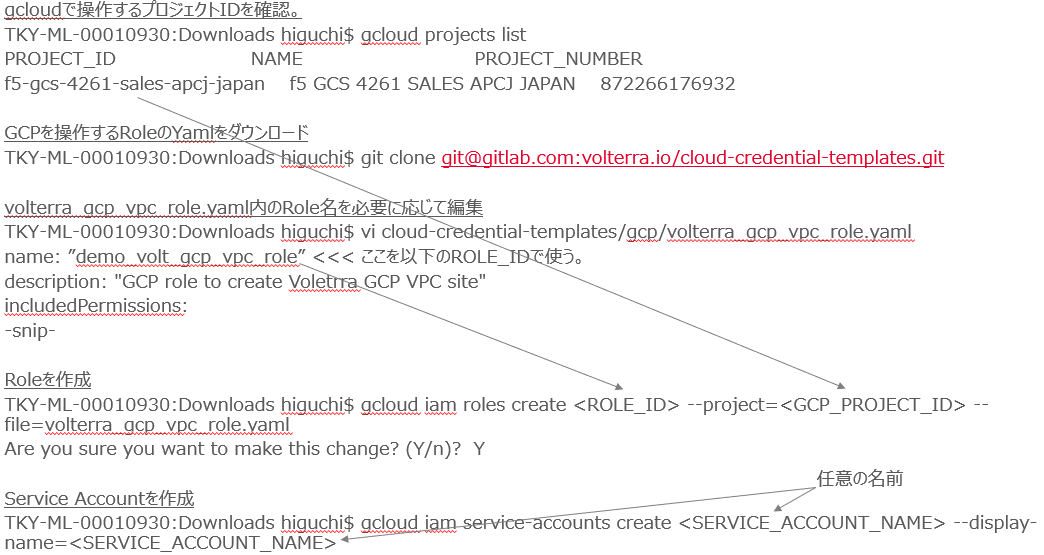 gcloudで操作するプロジェクトIDを確認。
TKY-ML-00010930:Downloads higuchi$ gcloud projects list
PROJECT_ID NAME PROJECT_NUMBER
f5-gcs-4261-sales-apcj-japan f5 GCS 4261 SALES APCJ JAPAN 872266176932
GCPを操作するRoleのYamlをダウンロード
TKY-ML-00010930:Downloads higuchi$ git clone git@gitlab.com:volterra.io/cloud-credential-templates.git
volterra_gcp_vpc_role.yaml内のRole名を必要に応じて編集
TKY-ML-00010930:Downloads higuchi$ vi cloud-credential-templates/gcp/volterra_gcp_vpc_role.yaml
name: ”demo_volt_gcp_vpc_role” <<< ここを以下のROLE_IDで使う。
description: "GCP role to create Voletrra GCP VPC site"
includedPermissions:
-snip-
Roleを作成
TKY-ML-00010930:Downloads higuchi$ gcloud iam roles create <ROLE_ID> --project=<GCP_PROJECT_ID> --
file=volterra_gcp_vpc_role.yaml
Are you sure you want to make this change? (Y/n)? Y
任意の名前
Service Accountを作成
TKY-ML-00010930:Downloads higuchi$ gcloud iam service-accounts create <SERVICE_ACCOUNT_NAME> --display-
name=<SERVICE_ACCOUNT_NAME>